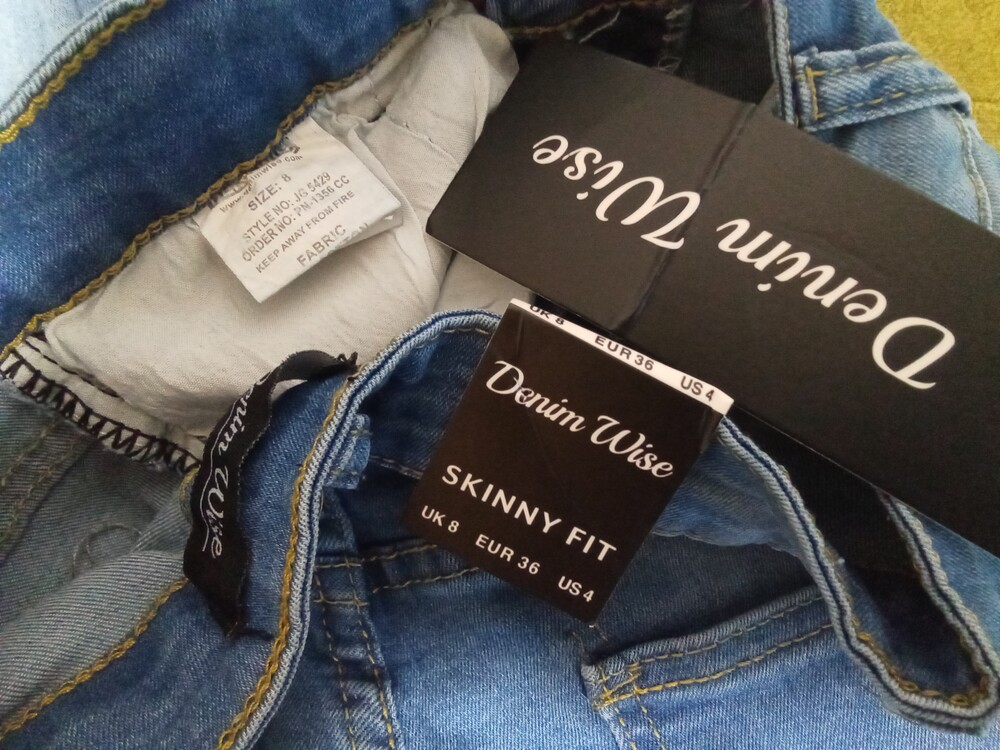 SIZE: 8
STYLE NO: JG 5429
ORDER NO: PN-1356 CC
KEEP AWAY FROM FIRE
FABRIC
Denim Wise
UK 8 EUR 36 US 4
Denim Wise
SKINNY FIT
UK 8 EUR 36 US 4
Denim Wise